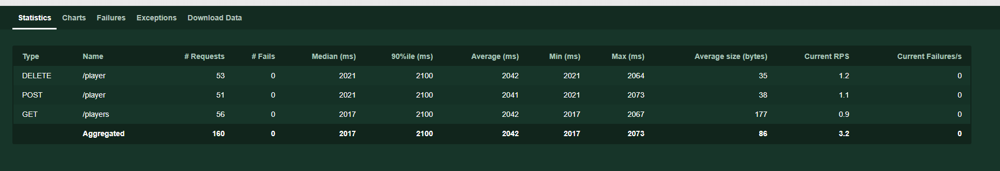 Statistics Charts Failures Exceptions Download Data
Type Name # Requests # Fails Median (ms) 90%ile (ms) Average (ms) Min (ms) Max (ms) Average size (bytes) Current RPS Current Failures/s
DELETE /player 53 0 2021 2100 2042 2021 2064 35 1.2 0
POST /player 51 0 2021 2100 2041 2021 2073 38 1.1 0
GET /players 56 0 2017 2100 2042 2017 2067 177 0.9 0
Aggregated 160 0 2017 2100 2042 2017 2073 86 3.2 0